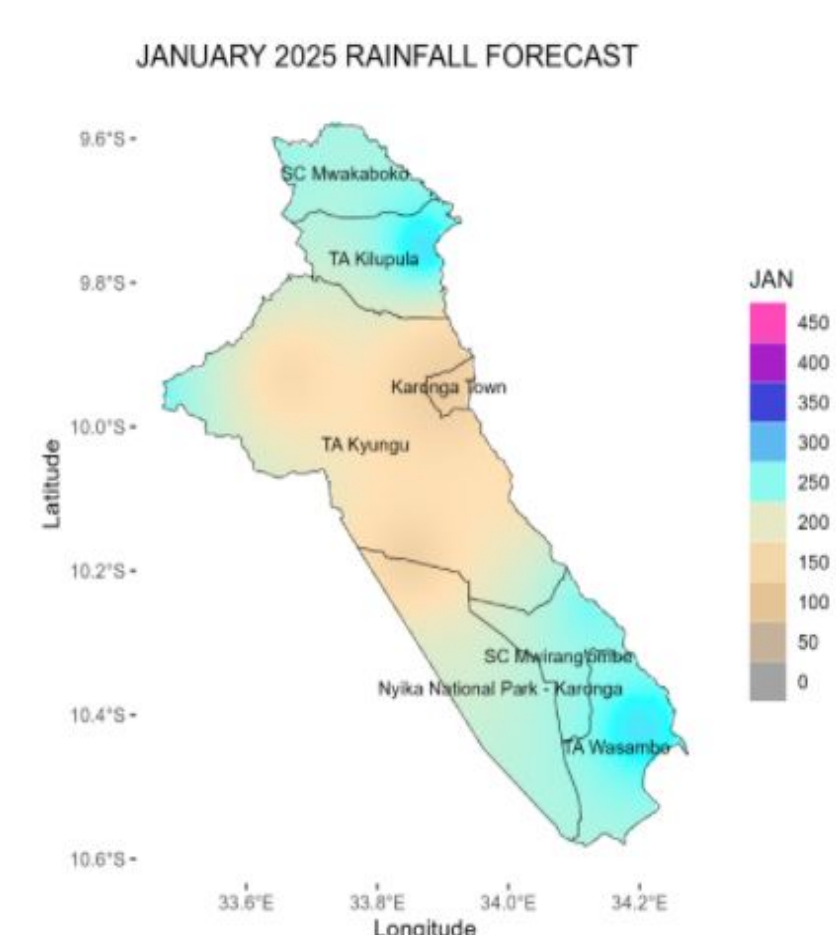 JANUARY 2025 RAINFALL FORECAST
9.6°S
SC Mwakaboko
TA Kilupula
9.8°S
JAN
450
400
350
300
250
200
150
100
50
0
Karonga Town
10.0°S
TA Kyungu
Latitude
10.2°S
SC Mwirang'ombe
Nyika National Park - Karonga
10.4°S
TA Wasambo
10.6°S
33.6°E 33.8°E 34.0°E 34.2°E
Longitude